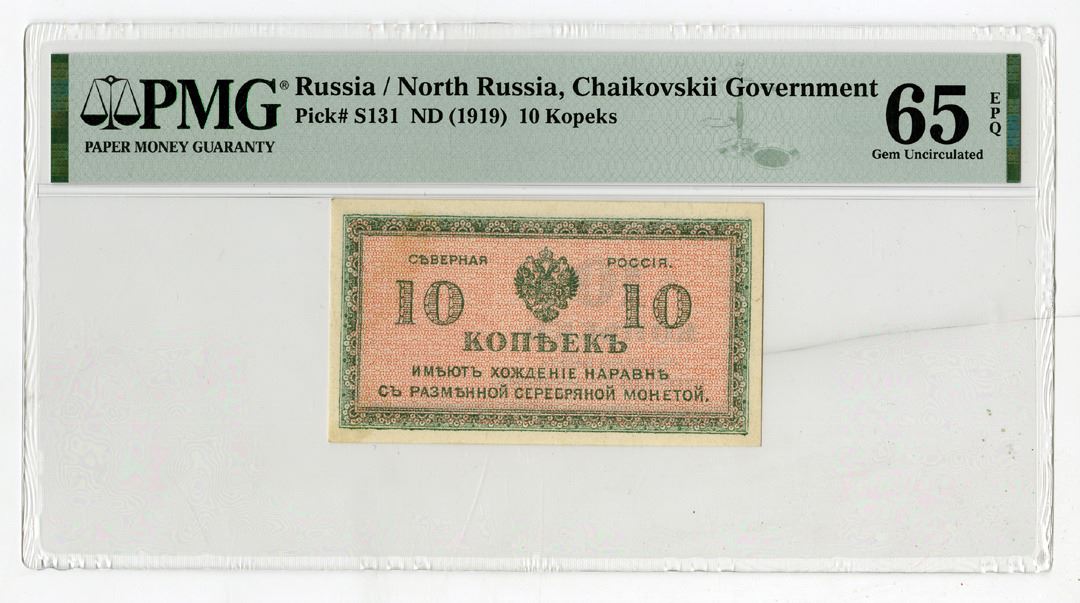 PMG®
PAPER MONEY GUARANTY
Russia / North Russia, Chaikovskii Government
Pick# S131 ND (1919) 10 Kopeks
65 EPQ
Gem Uncirculated
СѢВЕРНАЯ РОССІЯ.
10 10
КОПѢЕКЪ
ИМѢЮТЪ ХОЖДЕНІЕ НАРАВНѢ
СЪ РАЗМѢННОЙ СЕРЕБРЯНОЙ МОНЕТОЙ.